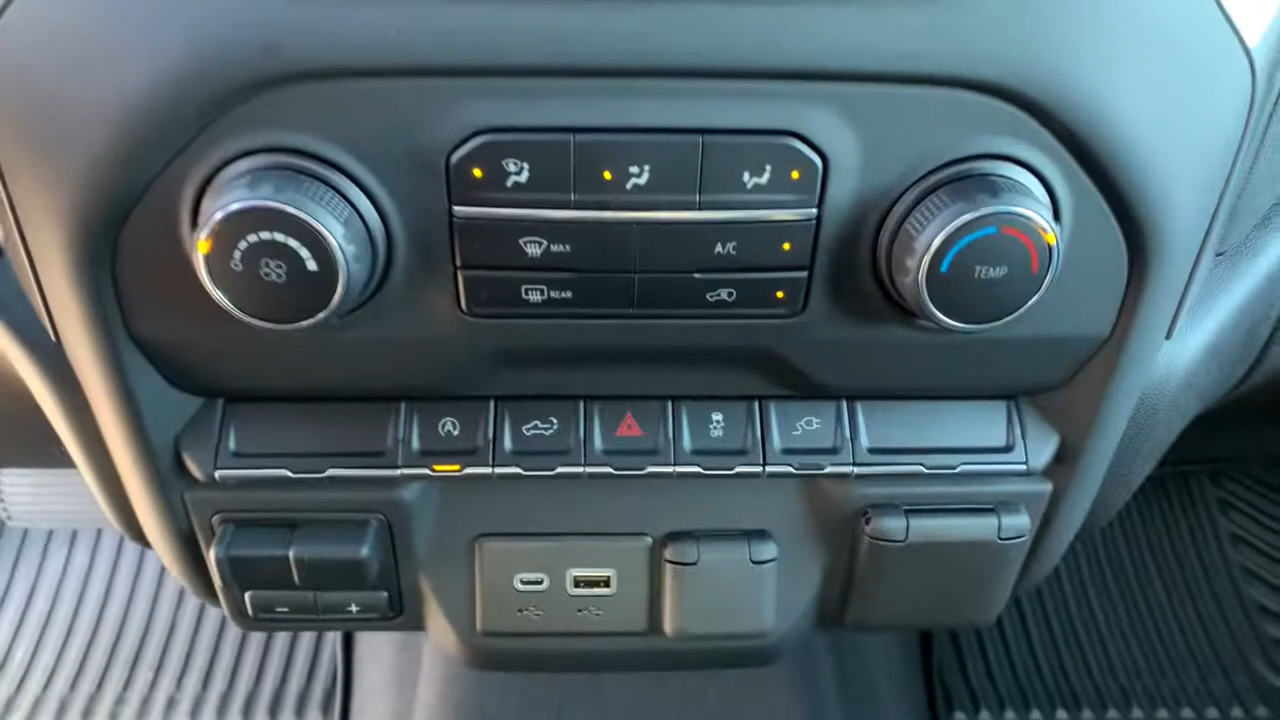 MAX
A/C
REAR
TEMP
A
OFF
- +